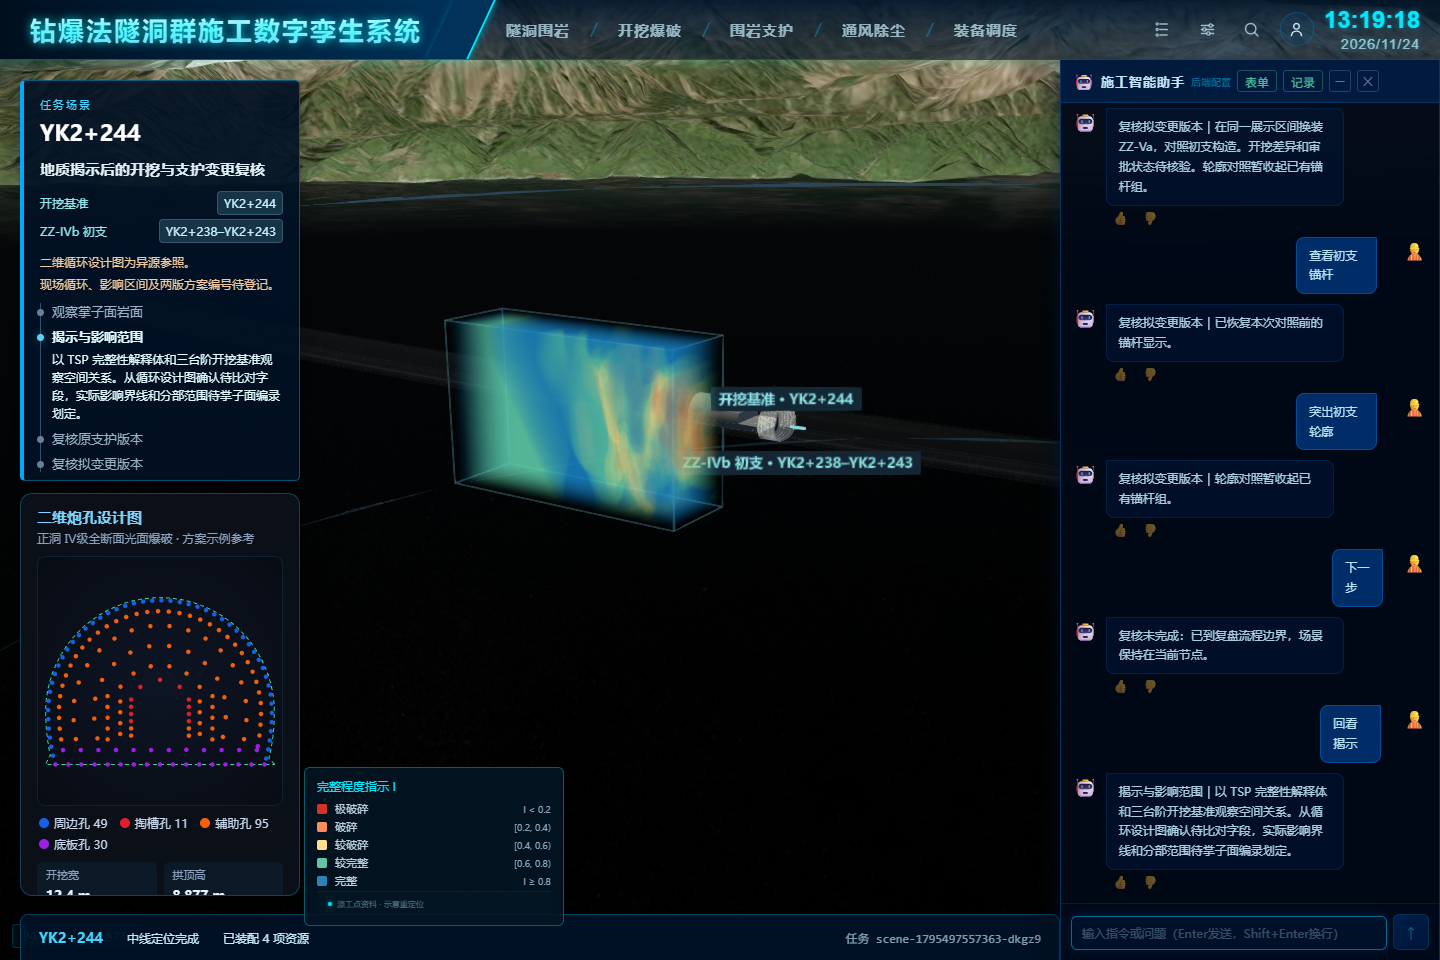 钻爆法隧洞群施工数字孪生系统
隧洞围岩 / 开挖爆破 / 围岩支护 / 通风除尘 / 装备调度
13:19:18
2026/11/24
任务场景
YK2+244
地质揭示后的开挖与支护变更复核
开挖基准 YK2+244
ZZ-IVb 初支 YK2+238—YK2+243
二维循环设计图为异源参照。
现场循环、影响区间及两版方案编号待登记。
观察掌子面岩面
揭示与影响范围
以 TSP 完整性解释体和三台阶开挖基准观
察空间关系。从循环设计图确认待比对字
段，实际影响界线和分部范围待掌子面编录
划定。
复核原支护版本
复核拟变更版本
二维炮孔设计图
正洞 IV级全断面光面爆破 · 方案示例参考
周边孔 49 掏槽孔 11 辅助孔 95
底板孔 30
开挖宽 拱顶高
12.4 m 8.877 m
开挖基准 • YK2+244
ZZ-IVb 初支 • YK2+238—YK2+243
完整程度指示 I
极破碎 I < 0.2
破碎 [0.2, 0.4)
较破碎 [0.4, 0.6)
较完整 [0.6, 0.8)
完整 I ≥ 0.8
源工点资料 · 示意重定位
YK2+244 中线定位完成 已装配 4 项资源
任务 scene-1795497557363-dkgz9
施工智能助手 后端配置 表单 记录
复核拟变更版本 | 在同一展示区间换装
ZZ-Va，对照初支构造。开挖差异和审
批状态待核验。轮廓对照暂收起已有锚
杆组。
查看初支
锚杆
复核拟变更版本 | 已恢复本次对照前的
锚杆显示。
突出初支
轮廓
复核拟变更版本 | 轮廓对照暂收起已
有锚杆组。
下一
步
复核未完成：已到复盘流程边界，场景
保持在当前节点。
回看
揭示
揭示与影响范围 | 以 TSP 完整性解释体
和三台阶开挖基准观察空间关系。从循
环设计图确认待比对字段，实际影响界
线和分部范围待掌子面编录划定。
输入指令或问题（Enter发送，Shift+Enter换行）